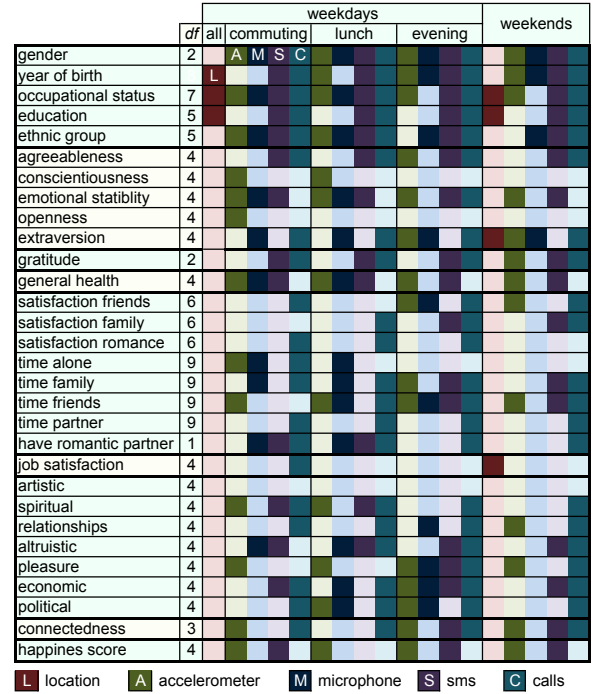 weekdays weekends
df all commuting lunch evening
gender 2 A M S C
year of birth L
occupational status 7
education 5
ethnic group 5
agreeableness 4
conscientiousness 4
emotional statiblity 4
openness 4
extraversion 4
gratitude 2
general health 4
satisfaction friends 6
satisfaction family 6
satisfaction romance 6
time alone 9
time family 9
time friends 9
time partner 9
have romantic partner 1
job satisfaction 4
artistic 4
spiritual 4
relationships 4
altruistic 4
pleasure 4
economic 4
political 4
connectedness 3
happines score 4
L location A accelerometer M microphone S sms C calls